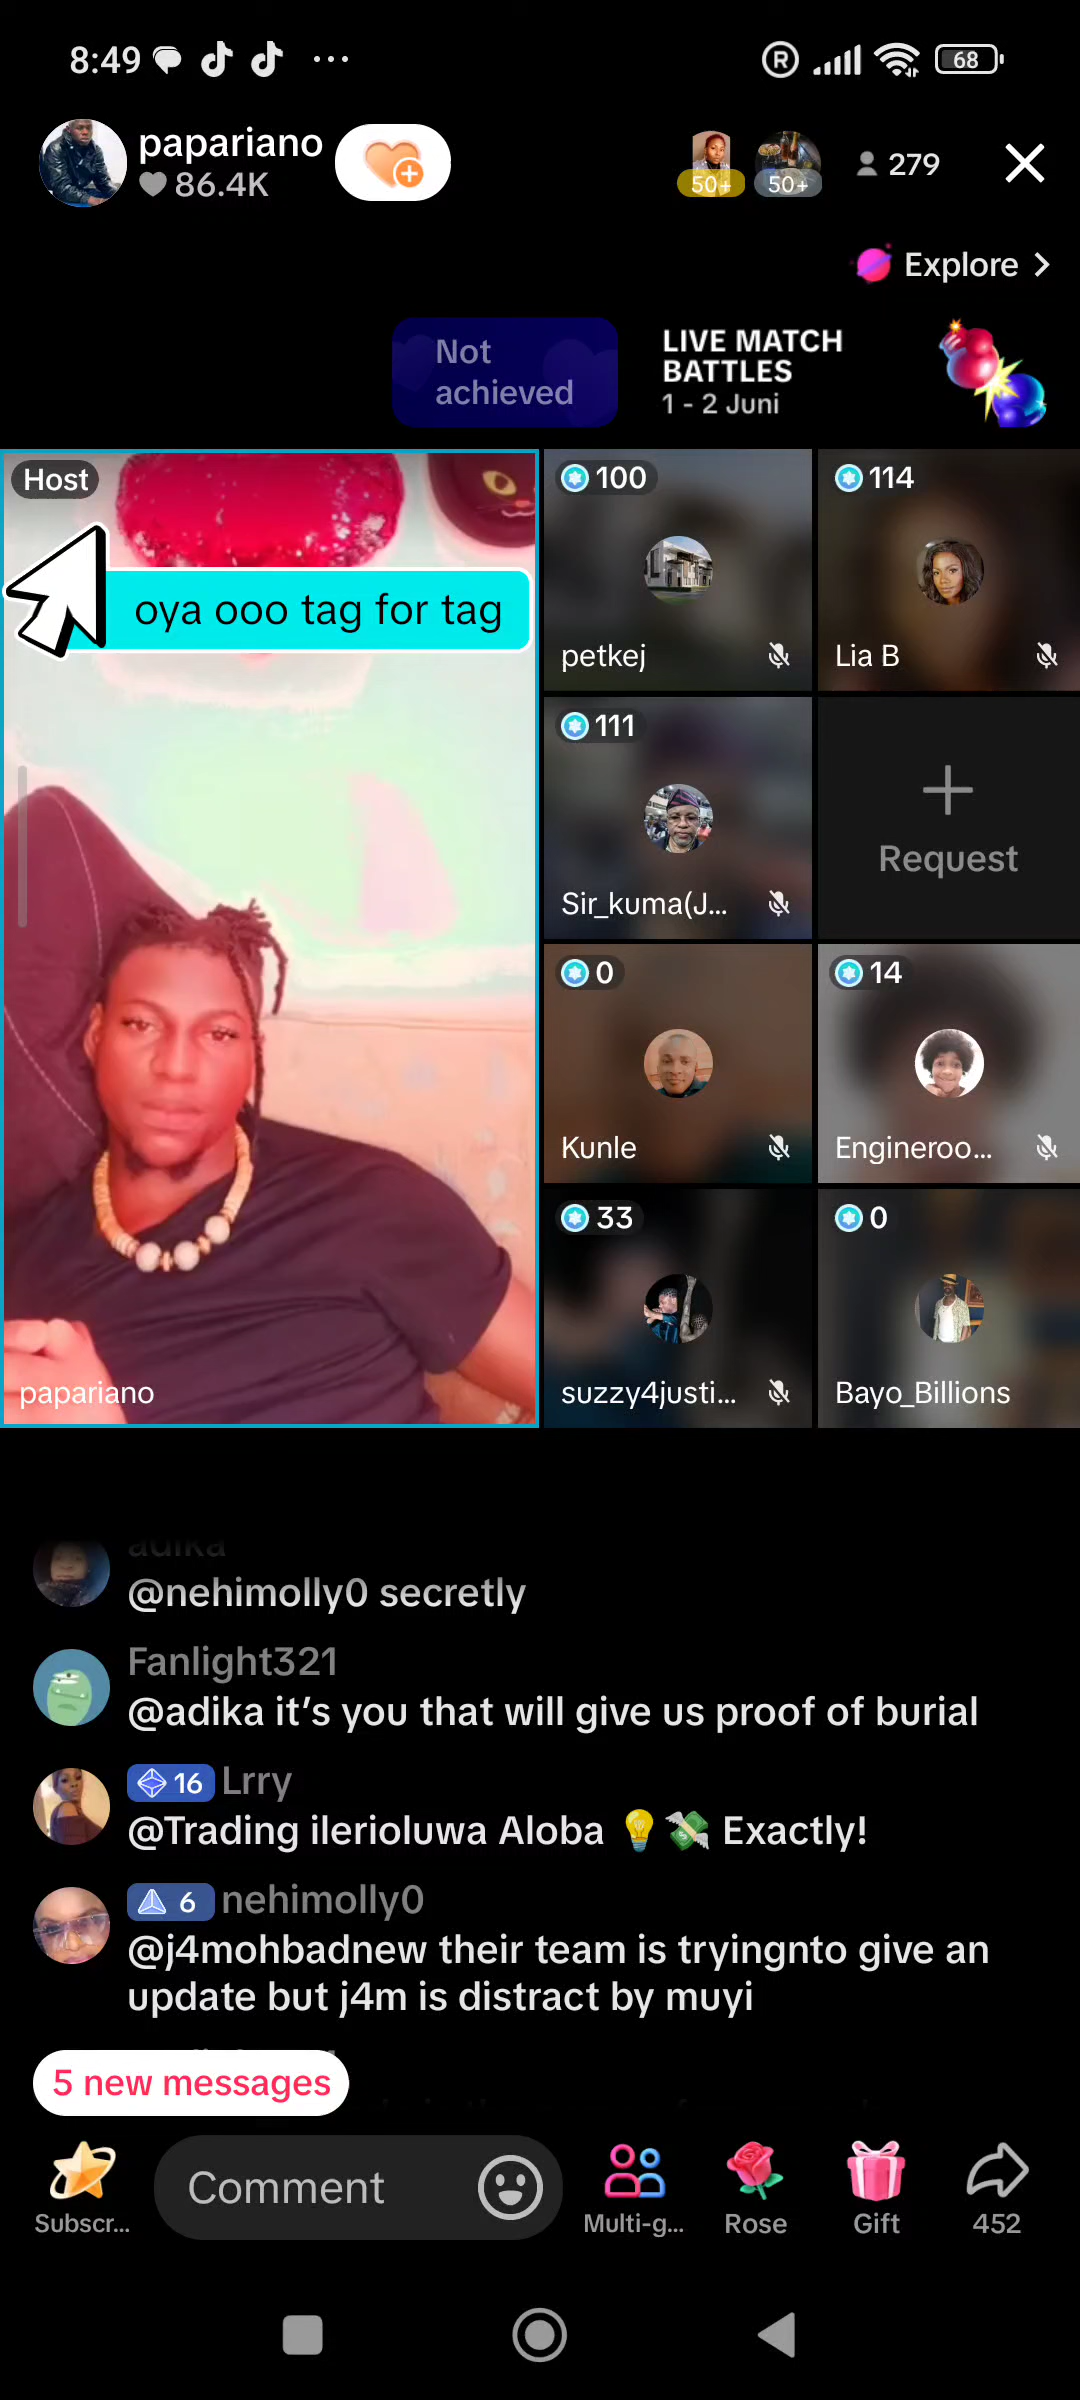 8:49
R
68
papariano
86.4K
50+
50+
279
Explore
Not
achieved
LIVE MATCH
BATTLES
1 - 2 Juni
Host
oya ooo tag for tag
papariano
100
petkej
114
Lia B
111
Sir_kuma(J...
Request
0
Kunle
14
Engineroo...
33
suzzy4justi...
0
Bayo_Billions
adika
@nehimolly0 secretly
Fanlight321
@adika it's you that will give us proof of burial
16 Lrry
@Trading ilerioluwa Aloba 💡💸 Exactly!
6 nehimolly0
@j4mohbadnew their team is tryingnto give an
update but j4m is distract by muyi
5 new messages
Subscr...
Comment
Multi-g...
Rose
Gift
452